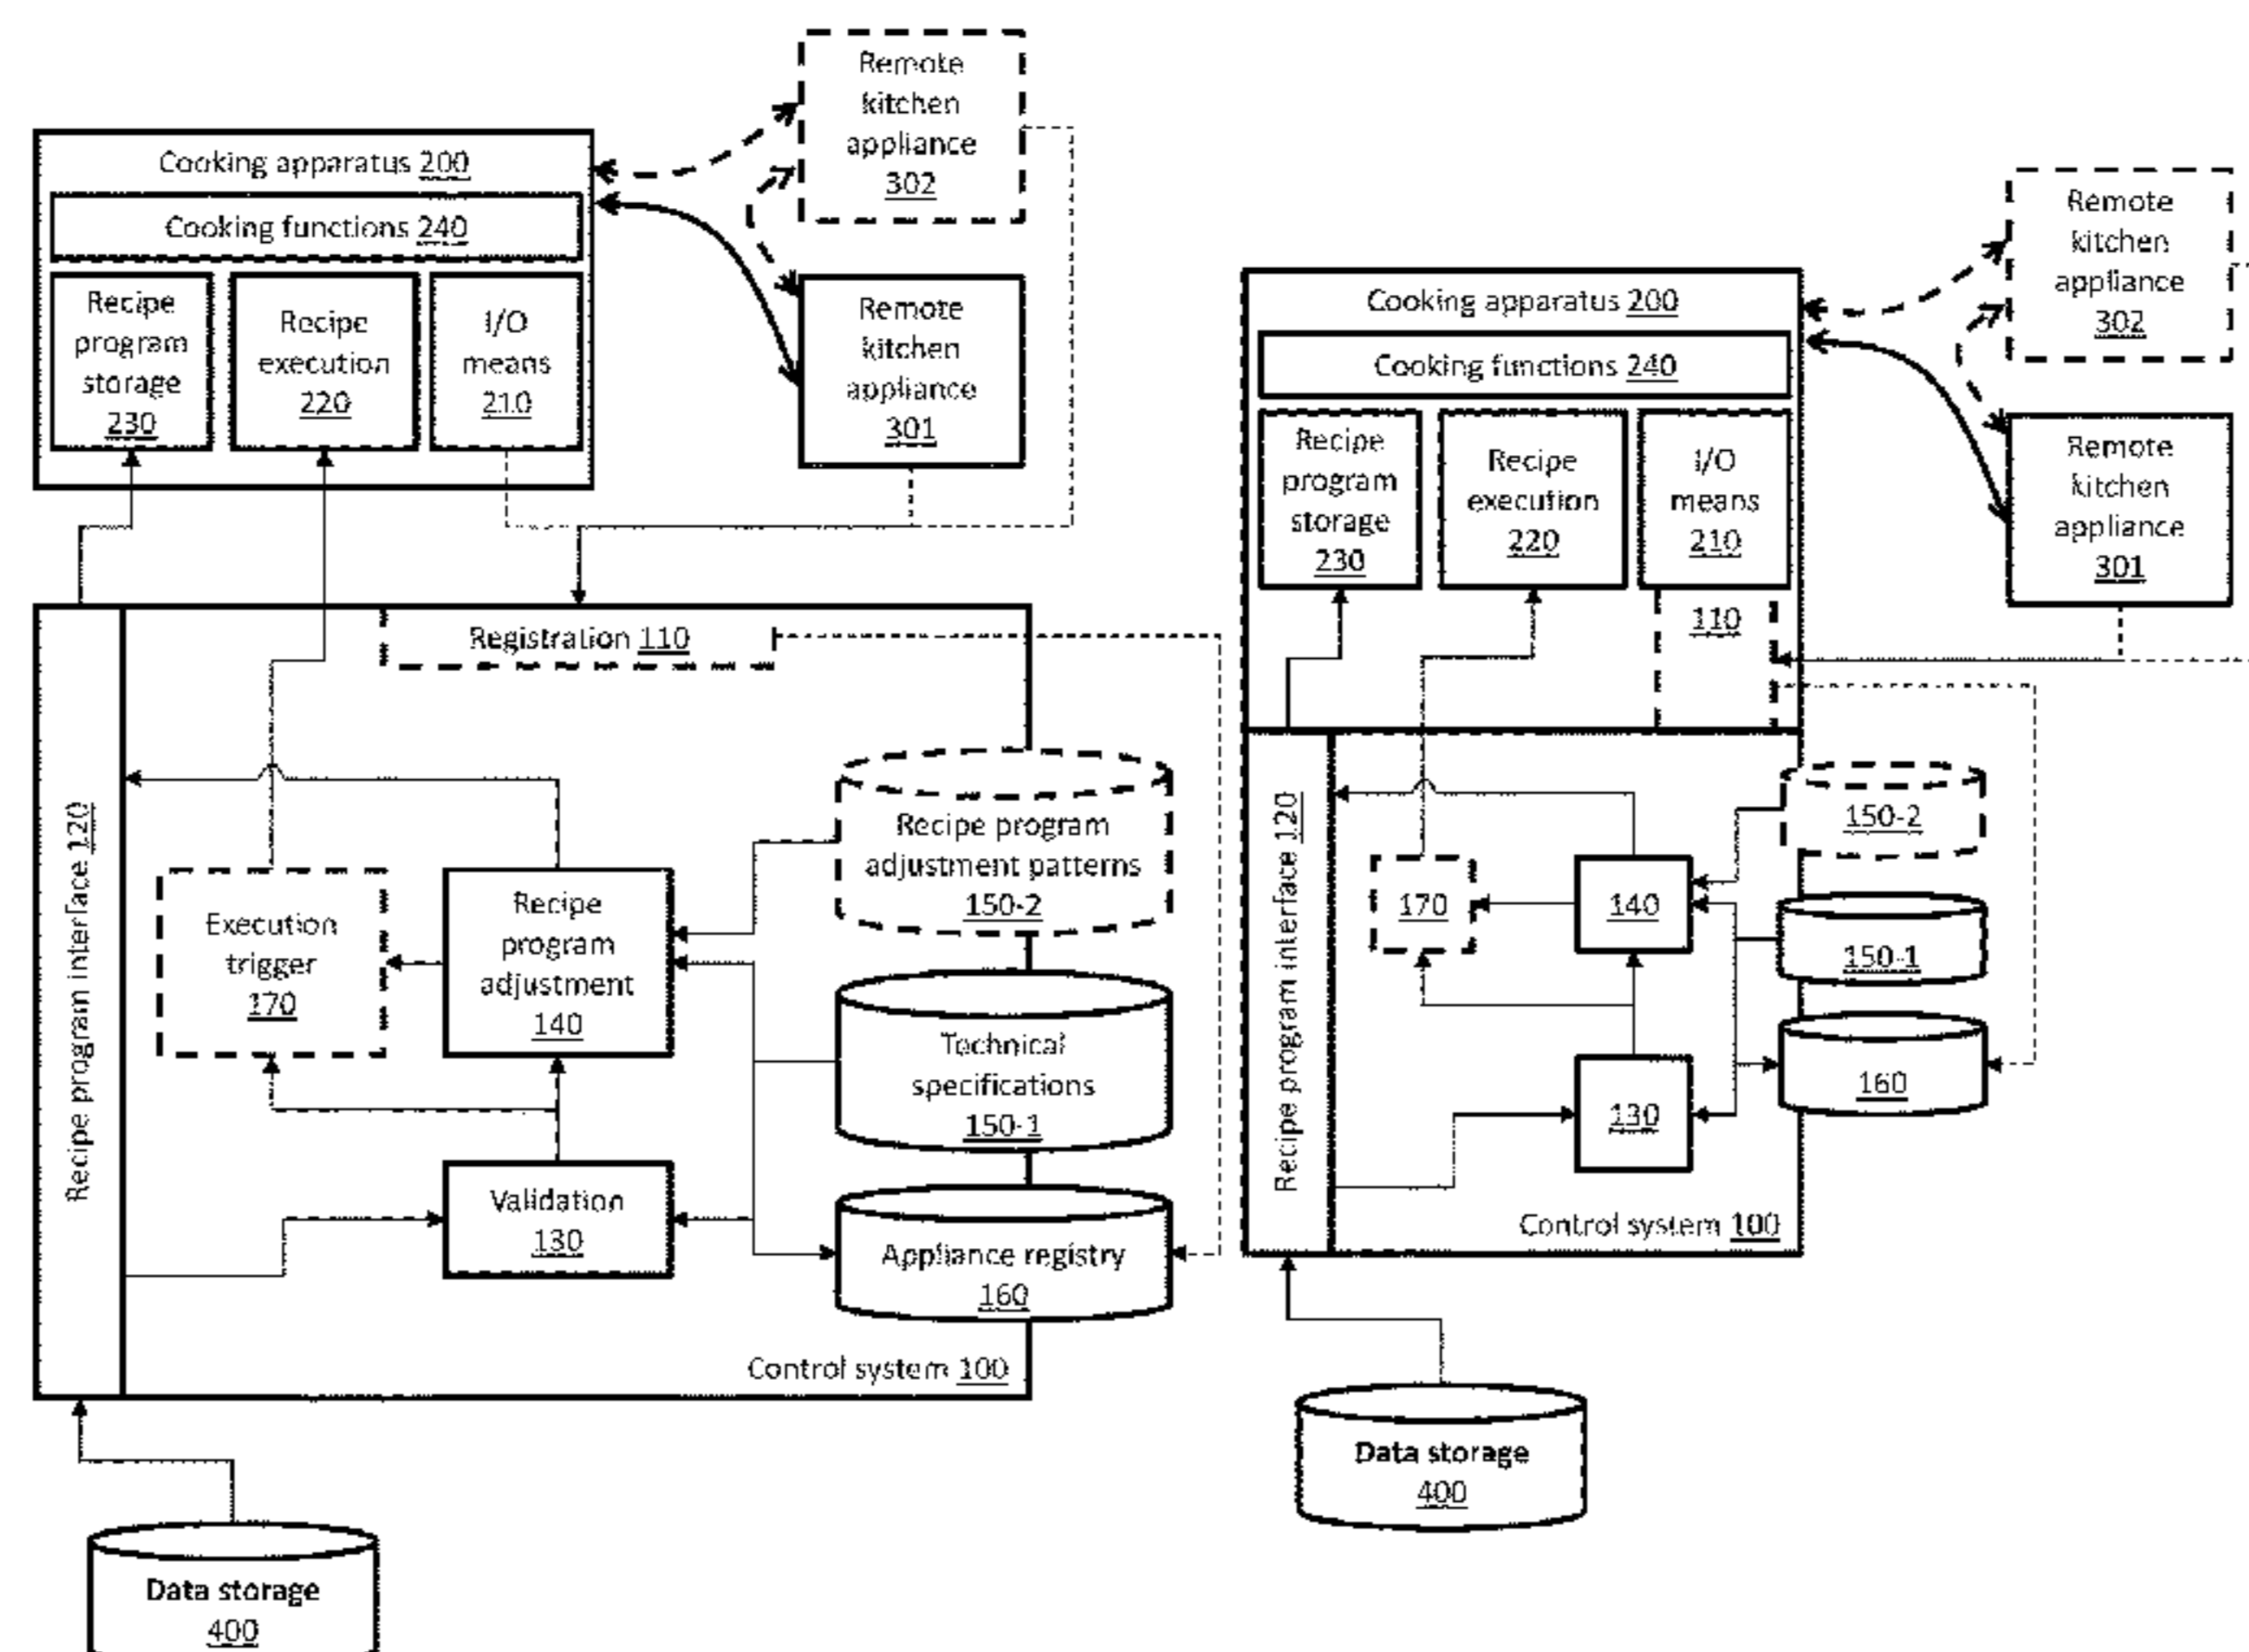 Remote
kitchen
appliance
302
Cooking apparatus 200
Cooking functions 240
Recipe
program
storage
230
Recipe
execution
220
I/O
means
210
Remote
kitchen
appliance
301
Registration 110
Recipe program interface 120
Recipe program
adjustment patterns
150-2
Execution
trigger
170
Recipe
program
adjustment
140
Technical
specifications
150-1
Validation
130
Appliance registry
160
Control system 100
Data storage
400
Remote
kitchen
appliance
302
Cooking apparatus 200
Cooking functions 240
Recipe
program
storage
230
Recipe
execution
220
I/O
means
210
Remote
kitchen
appliance
301
110
Recipe program interface 120
150-2
170
140
150-1
160
130
Control system 100
Data storage
400